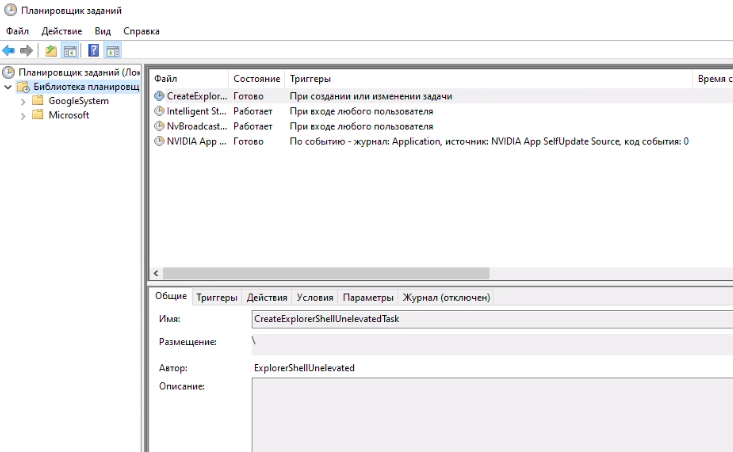 Планировщик заданий
Файл Действие Вид Справка
Планировщик заданий (Лок
Библиотека планировщ
GoogleSystem
Microsoft
Файл Состояние Триггеры Время с
CreateExplor... Готово При создании или изменении задачи
Intelligent St... Работает При входе любого пользователя
NvBroadcast... Работает При входе любого пользователя
NVIDIA App ... Готово По событию - журнал: Application, источник: NVIDIA App SelfUpdate Source, код события: 0
Общие Триггеры Действия Условия Параметры Журнал (отключен)
Имя: CreateExplorerShellUnelevatedTask
Размещение: \
Автор: ExplorerShellUnelevated
Описание: